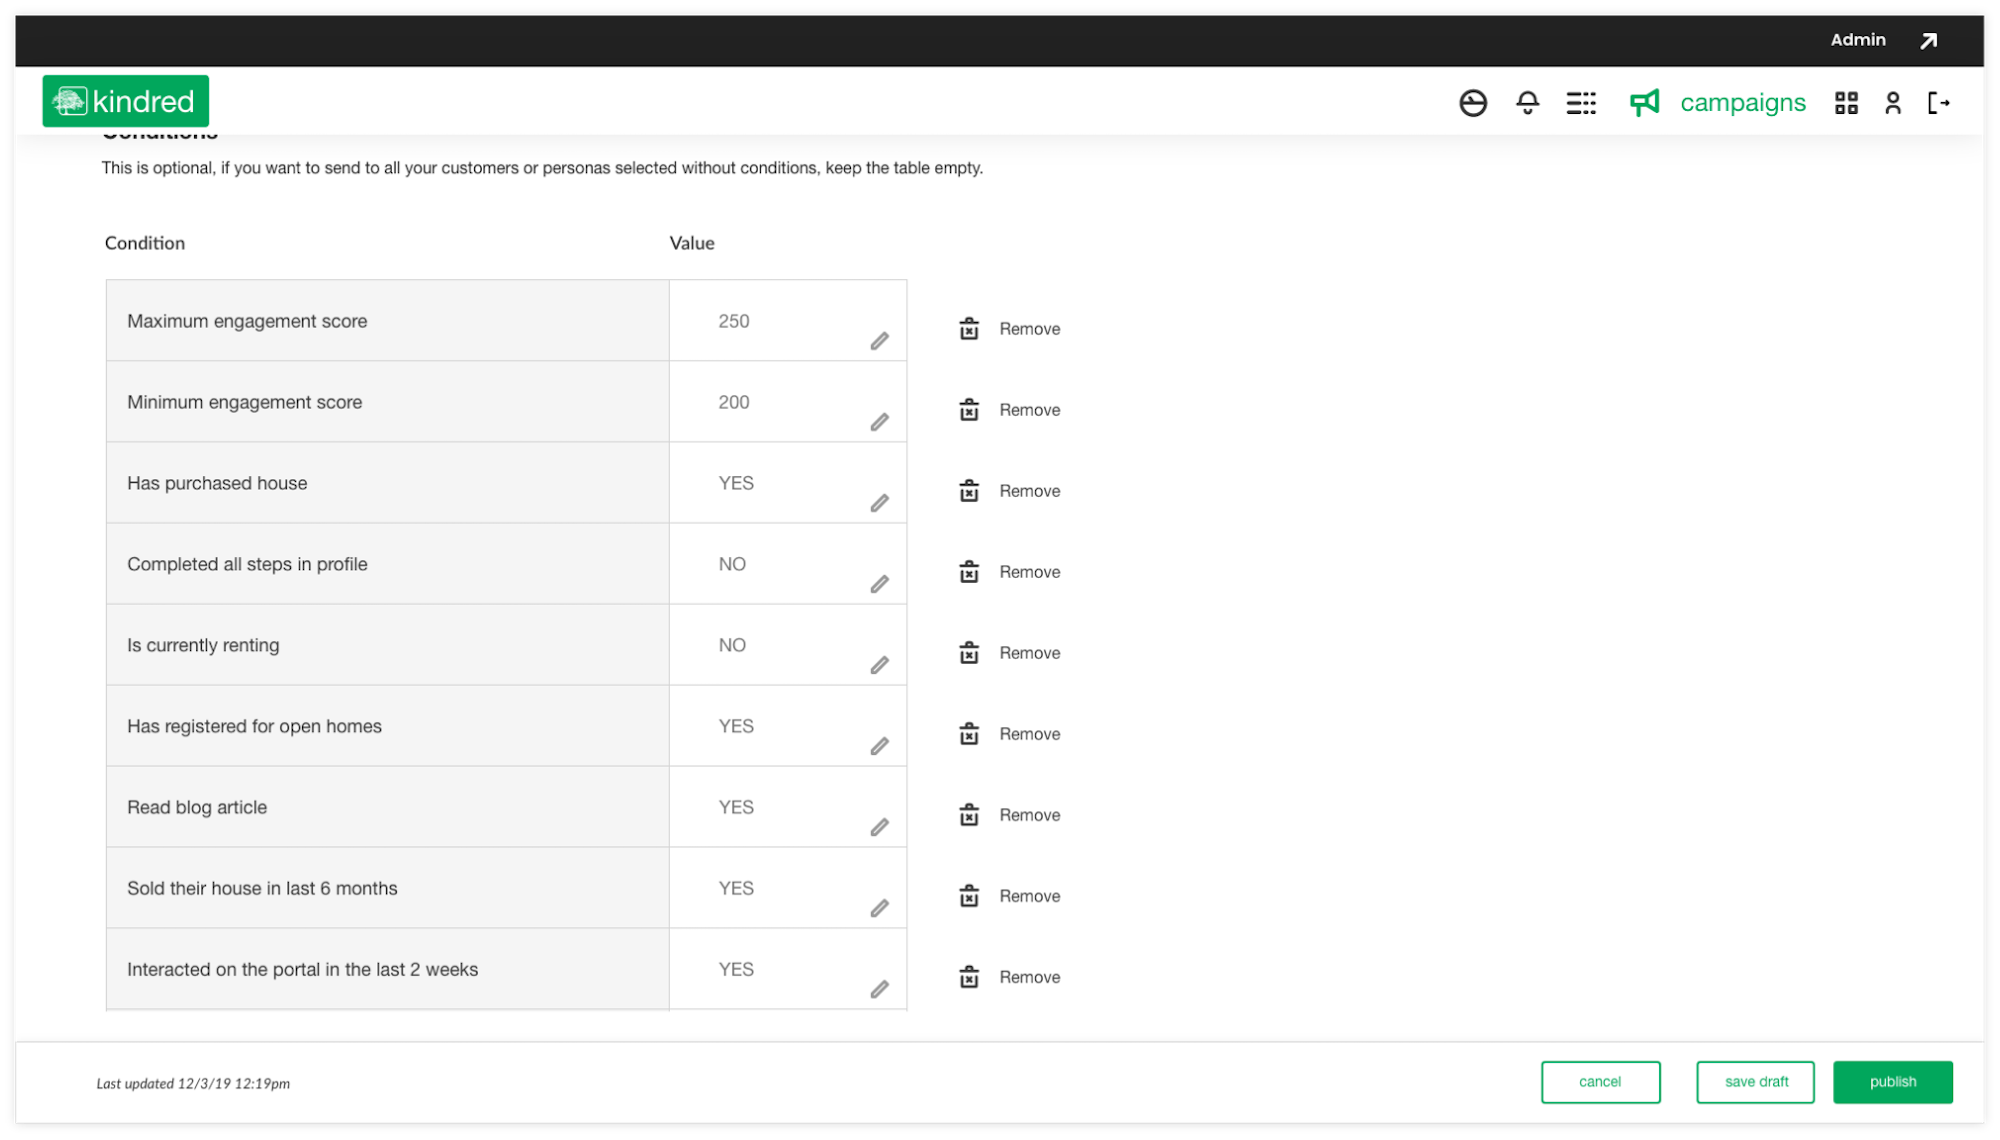 Admin
kindred
campaigns
Conditions
This is optional, if you want to send to all your customers or personas selected without conditions, keep the table empty.
Condition Value
Maximum engagement score 250 Remove
Minimum engagement score 200 Remove
Has purchased house YES Remove
Completed all steps in profile NO Remove
Is currently renting NO Remove
Has registered for open homes YES Remove
Read blog article YES Remove
Sold their house in last 6 months YES Remove
Interacted on the portal in the last 2 weeks YES Remove
Last updated 12/3/19 12:19pm cancel save draft publish